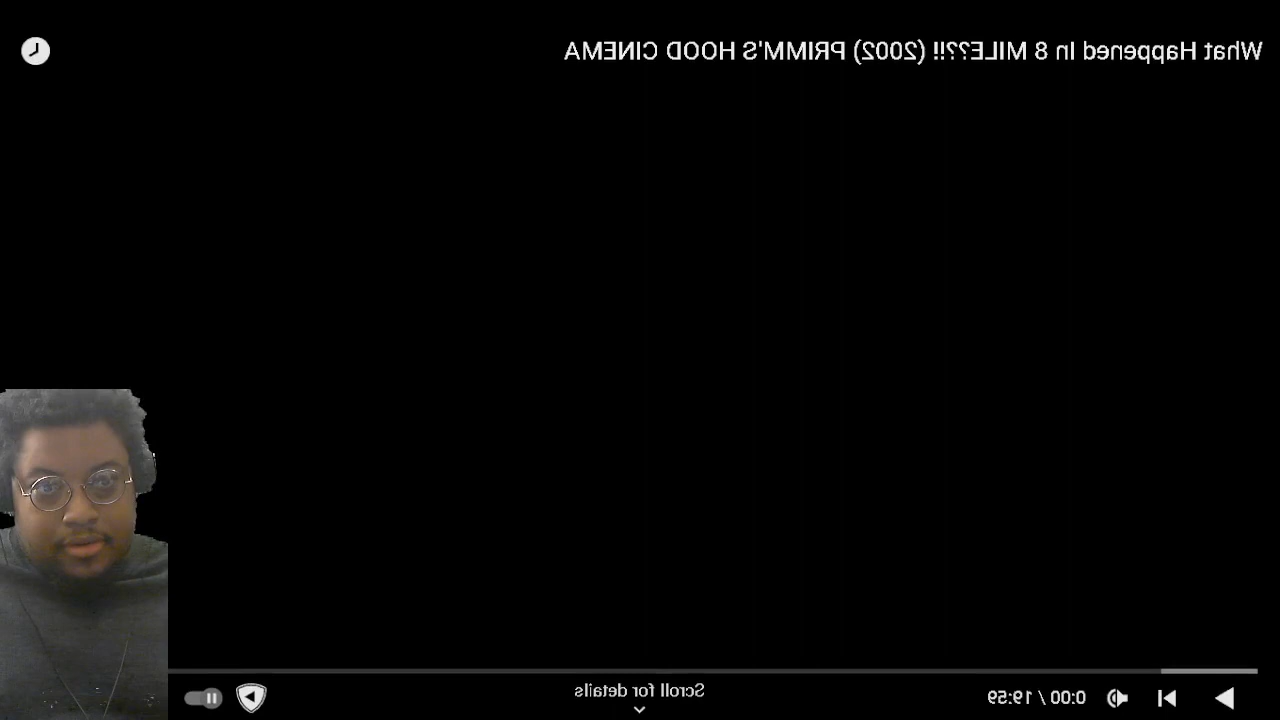 What Happened In 8 MILE??!! (2002) PRIMM'S HOOD CINEMA
Scroll for details
0:00 / 19:59